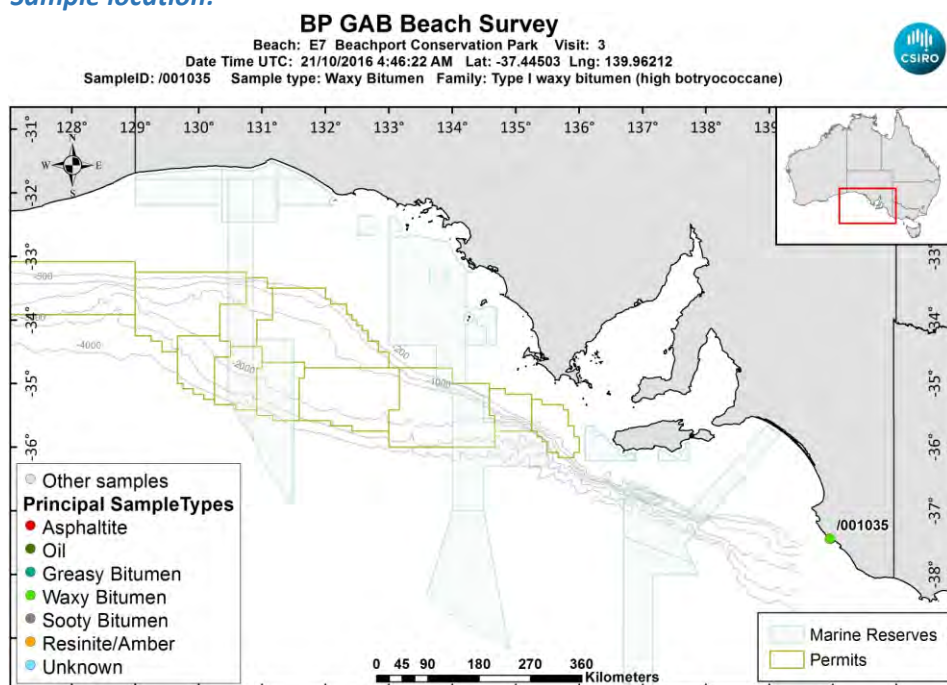 Sample location:
BP GAB Beach Survey
Beach: E7 Beachport Conservation Park Visit: 3
Date Time UTC: 21/10/2016 4:46:22 AM Lat: -37.44503 Lng: 139.96212
SampleID: /001035 Sample type: Waxy Bitumen Family: Type I waxy bitumen (high botryococcane)
CSIRO
128° 129° 130° 131° 132° 133° 134° 135° 136° 137° 138° 139
N
W E
S
-31°
-32°
-33°
-34°
-35°
-36°
-37°
-38°
-31°
-32°
-33°
-34°
-35°
-36°
-37°
-38°
-4000
-2000
-200
-1000
/001035
Other samples
Principal SampleTypes
Asphaltite
Oil
Greasy Bitumen
Waxy Bitumen
Sooty Bitumen
Resinite/Amber
Unknown
0 45 90 180 270 360
Kilometers
Marine Reserves
Permits